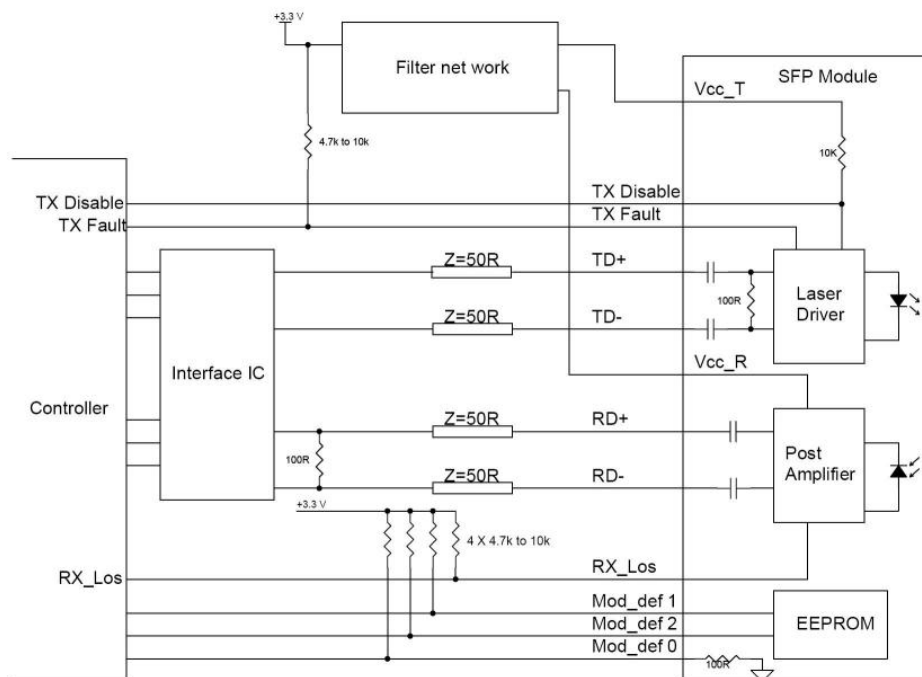 +3.3 V
Filter net work
SFP Module
Vcc_T
4.7k to 10k
10K
TX Disable
TX Disable
TX Fault
TX Fault
Z=50R
TD+
100R
Laser
Driver
Z=50R
TD-
Vcc_R
Interface IC
Controller
Z=50R
RD+
100R
Post
Amplifier
Z=50R
RD-
+3.3 V
4 X 4.7k to 10k
RX_Los
RX_Los
Mod_def 1
EEPROM
Mod_def 2
Mod_def 0
100R